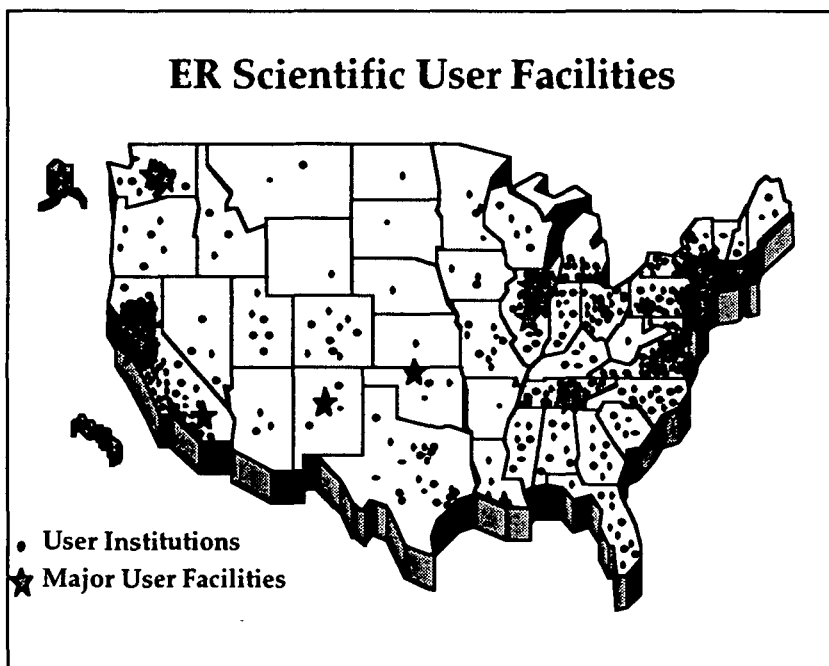 ER Scientific User Facilities
User Institutions
Major User Facilities